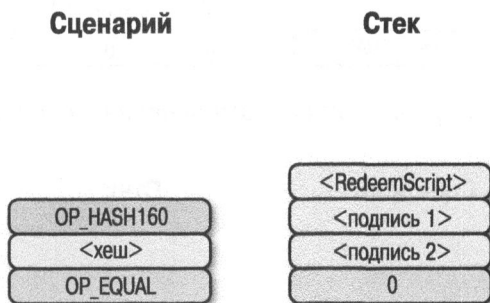 Сценарий
Стек
<RedeemScript>
OP_HASH160
<подпись 1>
<хеш>
<подпись 2>
OP_EQUAL
0